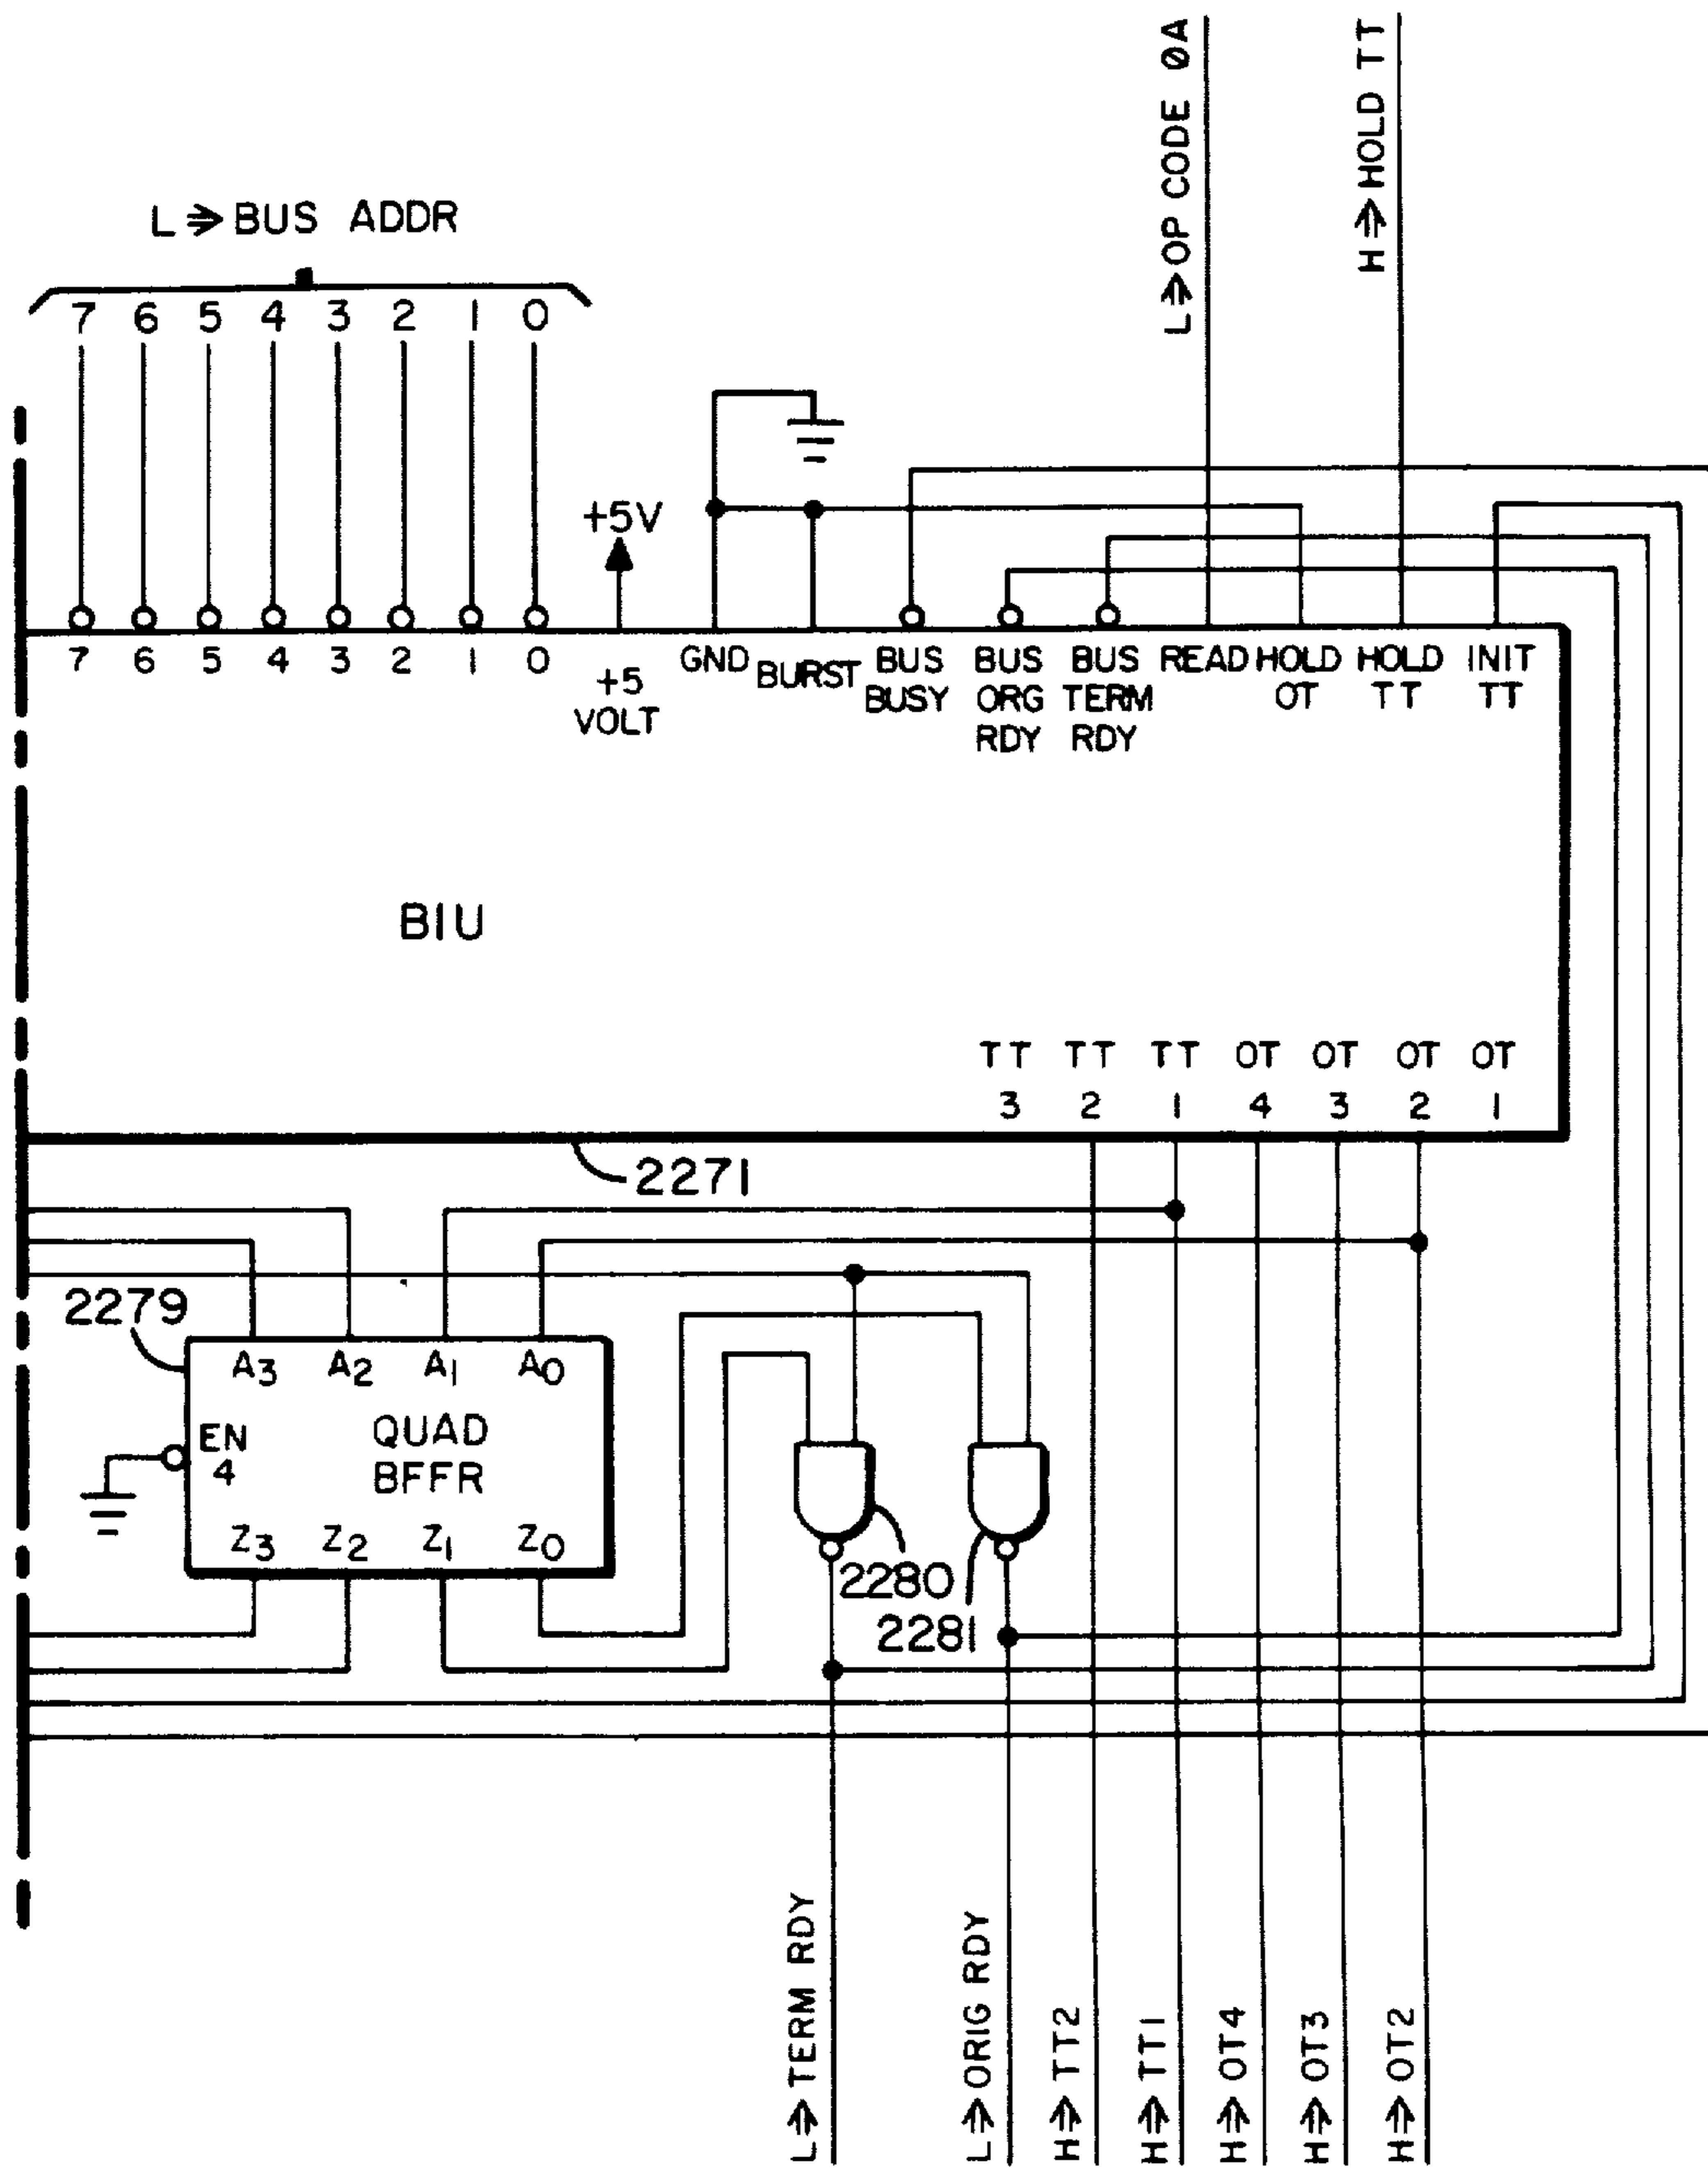 L ⇒ OP CODE 0A
H ⇒ HOLD TT
L ⇒ BUS ADDR
7 6 5 4 3 2 1 0
+5V
7 6 5 4 3 2 1 0
+5
VOLT
GND
BURST
BUS
BUSY
BUS
ORG
RDY
BUS
TERM
RDY
READ
HOLD
OT
HOLD
TT
INIT
TT
BIU
TT TT TT OT OT OT OT
3 2 1 4 3 2 1
2271
2279
A3 A2 A1 A0
EN
4
QUAD
BFFR
Z3 Z2 Z1 Z0
2280
2281
L ⇒ TERM RDY
L ⇒ ORIG RDY
H ⇒ TT2
H ⇒ TT1
H ⇒ OT4
H ⇒ OT3
H ⇒ OT2